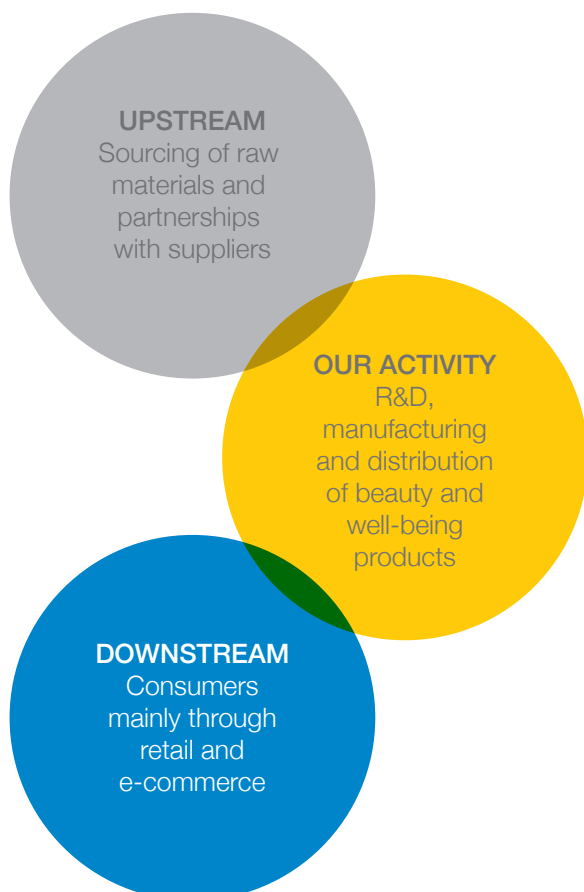 UPSTREAM
Sourcing of raw
materials and
partnerships
with suppliers
OUR ACTIVITY
R&D,
manufacturing
and distribution
of beauty and
well-being
products
DOWNSTREAM
Consumers
mainly through
retail and
e-commerce